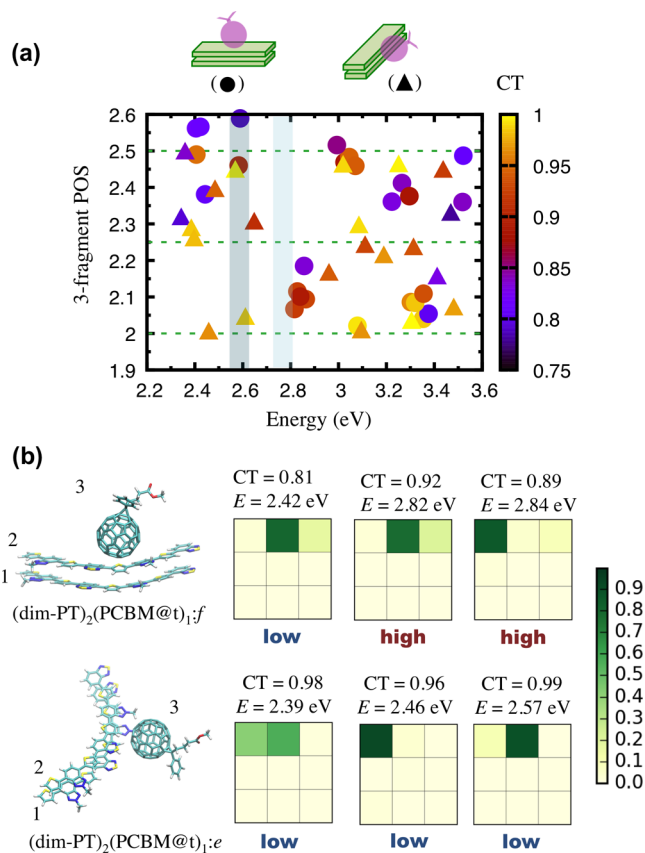 (a)
(●) (▲) CT
3-fragment POS
2.6
2.5
2.4
2.3
2.2
2.1
2
1.9
2.2 2.4 2.6 2.8 3 3.2 3.4 3.6
Energy (eV)
1
0.95
0.9
0.85
0.8
0.75
(b)
3
2
1
(dim-PT)2(PCBM@t)1:f
CT = 0.81
E = 2.42 eV
low
CT = 0.92
E = 2.82 eV
high
CT = 0.89
E = 2.84 eV
high
3
2
1
(dim-PT)2(PCBM@t)1:e
CT = 0.98
E = 2.39 eV
low
CT = 0.96
E = 2.46 eV
low
CT = 0.99
E = 2.57 eV
low
0.9
0.8
0.7
0.6
0.5
0.4
0.3
0.2
0.1
0.0